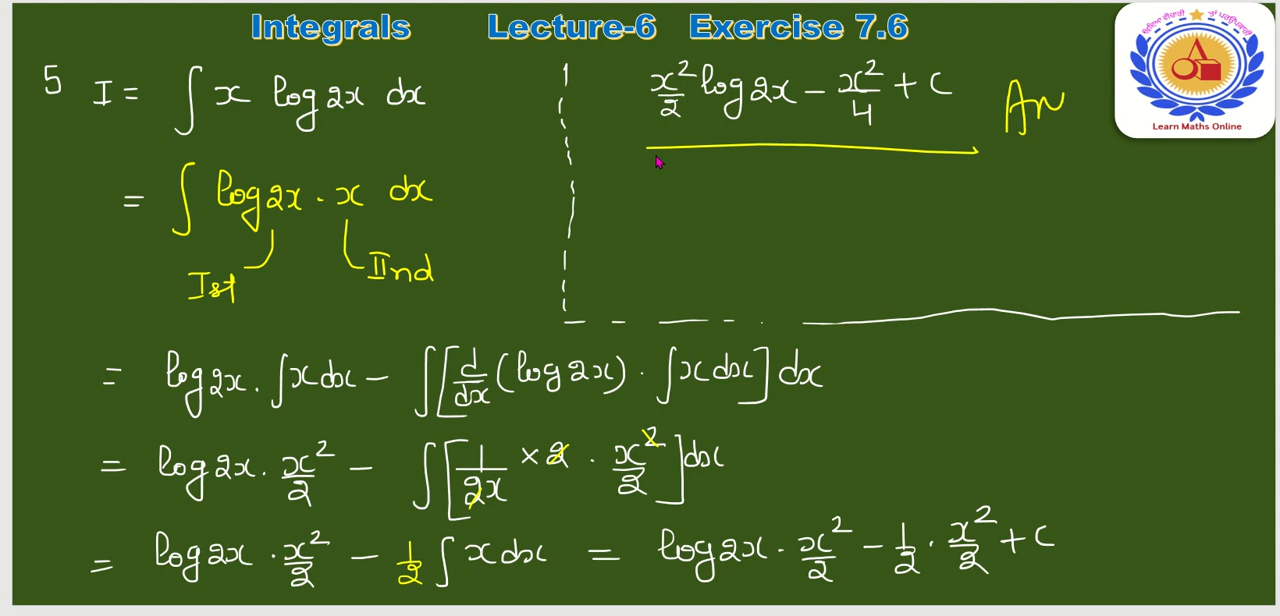 Integrals Lecture-6 Exercise 7.6
ਵਿਦਿਆ ਵੀਚਾਰੀ ਤਾਂ ਪਰਉਪਕਾਰੀ
Learn Maths Online
5 I = ∫ x log 2x dx
= ∫ log 2x · x dx
Ist IInd
= log 2x · ∫ x dx − ∫ [d/dx (log 2x) · ∫ x dx] dx
= log 2x · x²/2 − ∫ [1/2x × 2 · x²/2] dx
= log 2x · x²/2 − 1/2 ∫ x dx = log 2x · x²/2 − 1/2 · x²/2 + c
x²/2 log 2x − x²/4 + c An